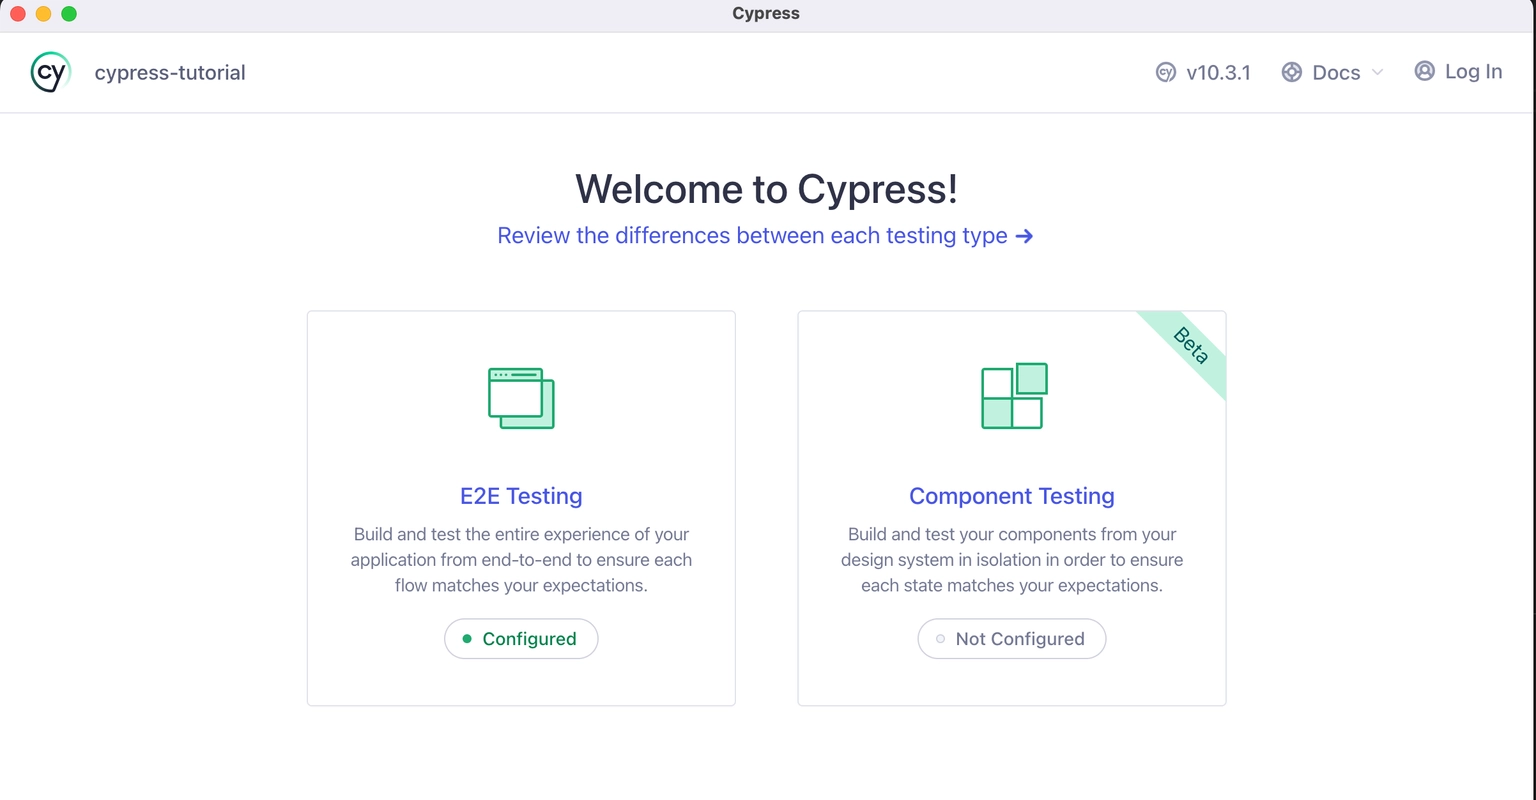 Cypress
cy cypress-tutorial
cy v10.3.1 Docs Log In
Welcome to Cypress!
Review the differences between each testing type →
Beta
E2E Testing
Build and test the entire experience of your
application from end-to-end to ensure each
flow matches your expectations.
Configured
Component Testing
Build and test your components from your
design system in isolation in order to ensure
each state matches your expectations.
Not Configured